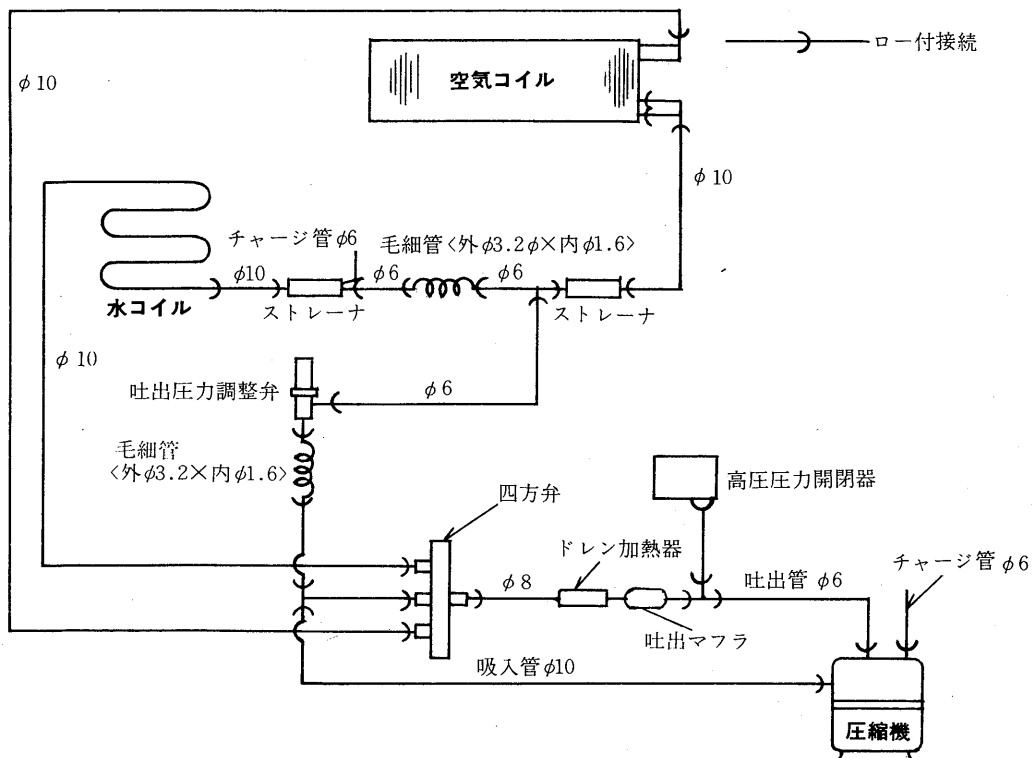 ロー付接続
空気コイル
φ10
φ10
チャージ管φ6
毛細管<外φ3.2φ×内φ1.6>
φ10
φ6
φ6
水コイル
ストレーナ
ストレーナ
φ10
吐出圧力調整弁
φ6
毛細管
<外φ3.2×内φ1.6>
高圧圧力開閉器
四方弁
ドレン加熱器
チャージ管φ6
φ8
吐出管 φ6
吐出マフラ
吸入管φ10
圧縮機